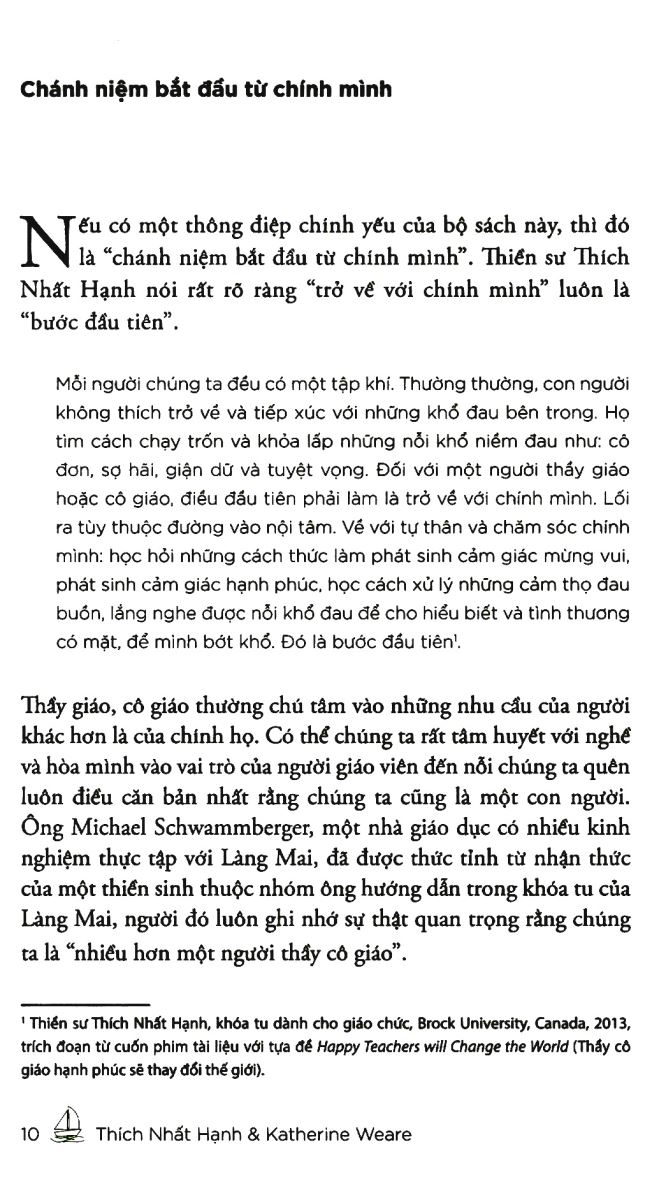 Chánh niệm bắt đầu từ chính mình
Nếu có một thông điệp chính yếu của bộ sách này, thì đó
là “chánh niệm bắt đầu từ chính mình”. Thiền sư Thích
Nhất Hạnh nói rất rõ ràng “trở về với chính mình” luôn là
“bước đầu tiên”.
Mỗi người chúng ta đều có một tập khí. Thường thường, con người
không thích trở về và tiếp xúc với những khổ đau bên trong. Họ
tìm cách chạy trốn và khỏa lấp những nỗi khổ niềm đau như: cô
đơn, sợ hãi, giận dữ và tuyệt vọng. Đối với một người thầy giáo
hoặc cô giáo, điều đầu tiên phải làm là trở về với chính mình. Lối
ra tùy thuộc đường vào nội tâm. Về với tự thân và chăm sóc chính
mình: học hỏi những cách thức làm phát sinh cảm giác mừng vui,
phát sinh cảm giác hạnh phúc, học cách xử lý những cảm thọ đau
buồn, lắng nghe được nỗi khổ đau để cho hiểu biết và tình thương
có mặt, để mình bớt khổ. Đó là bước đầu tiên¹.
Thầy giáo, cô giáo thường chú tâm vào những nhu cầu của người
khác hơn là của chính họ. Có thể chúng ta rất tâm huyết với nghề
và hòa mình vào vai trò của người giáo viên đến nỗi chúng ta quên
luôn điều căn bản nhất rằng chúng ta cũng là một con người.
Ông Michael Schwammberger, một nhà giáo dục có nhiều kinh
nghiệm thực tập với Làng Mai, đã được thức tỉnh từ nhận thức
của một thiền sinh thuộc nhóm ông hướng dẫn trong khóa tu của
Làng Mai, người đó luôn ghi nhớ sự thật quan trọng rằng chúng
ta là “nhiều hơn một người thầy cô giáo”.
¹ Thiền sư Thích Nhất Hạnh, khóa tu dành cho giáo chức, Brock University, Canada, 2013,
trích đoạn từ cuốn phim tài liệu với tựa đề Happy Teachers will Change the World (Thầy cô
giáo hạnh phúc sẽ thay đổi thế giới).
10 Thích Nhất Hạnh & Katherine Weare